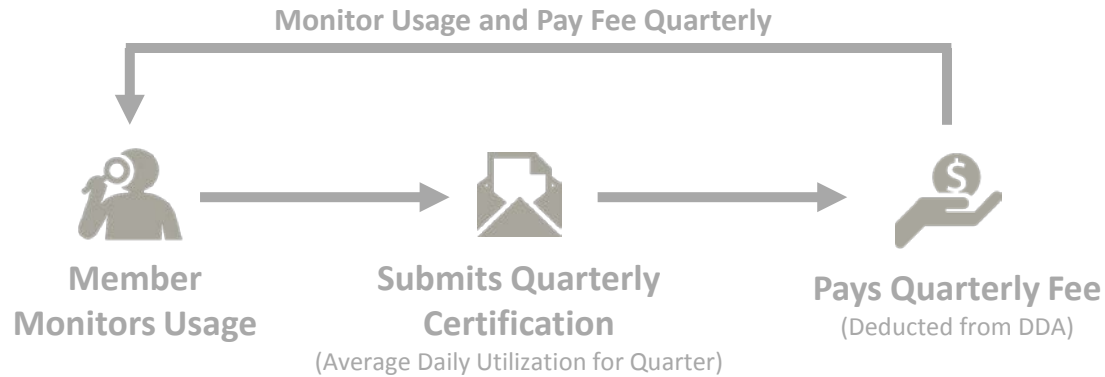 Monitor Usage and Pay Fee Quarterly
$
Member
Monitors Usage
Submits Quarterly
Certification
(Average Daily Utilization for Quarter)
Pays Quarterly Fee
(Deducted from DDA)